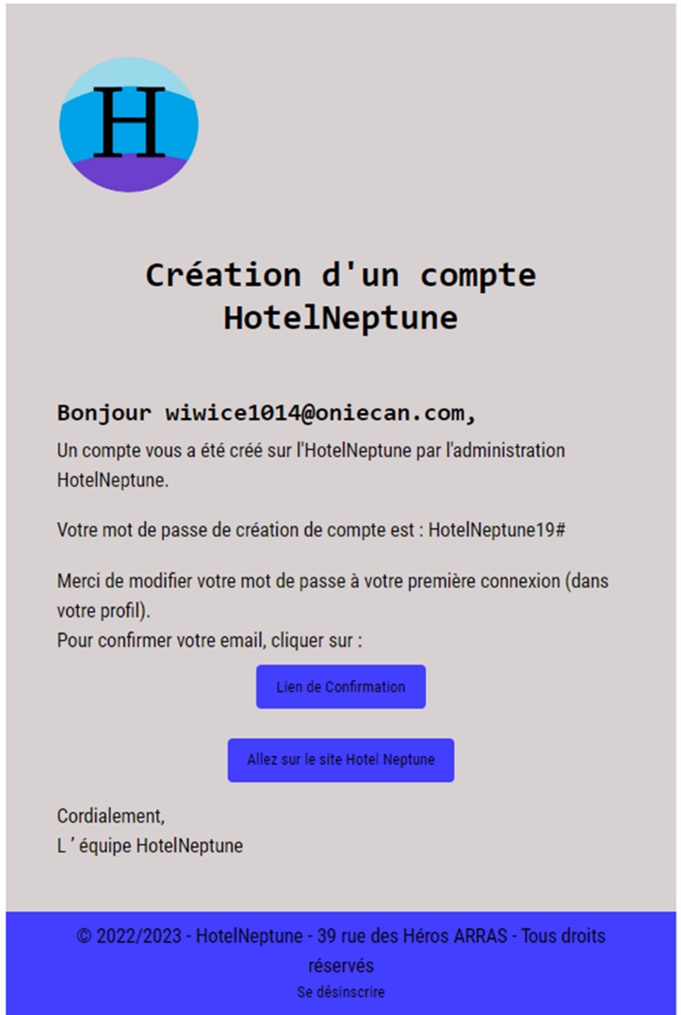 H
Création d'un compte
HotelNeptune
Bonjour wiwice1014@oniecan.com,
Un compte vous a été créé sur l'HotelNeptune par l'administration
HotelNeptune.
Votre mot de passe de création de compte est : HotelNeptune19#
Merci de modifier votre mot de passe à votre première connexion (dans
votre profil).
Pour confirmer votre email, cliquer sur :
Lien de Confirmation
Allez sur le site Hotel Neptune
Cordialement,
L ’ équipe HotelNeptune
© 2022/2023 - HotelNeptune - 39 rue des Héros ARRAS - Tous droits
réservés
Se désinscrire